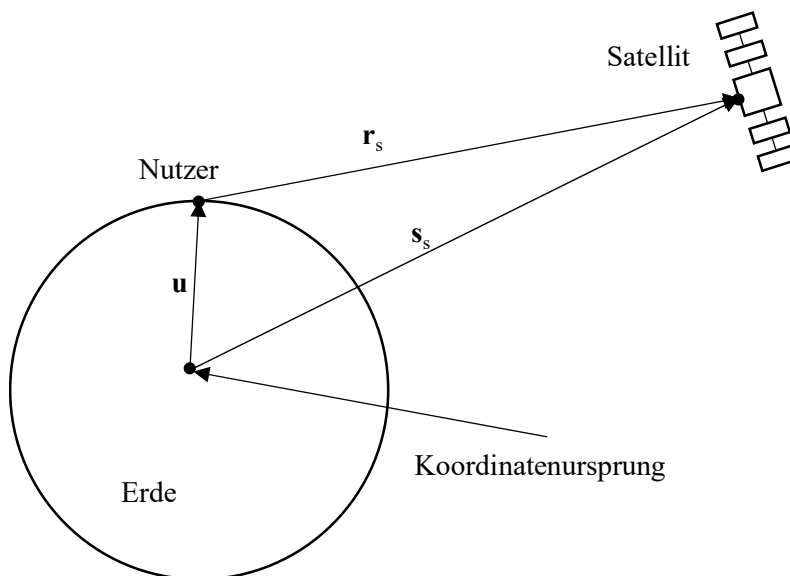 Satellit
r_s
Nutzer
s_s
u
Koordinatenursprung
Erde